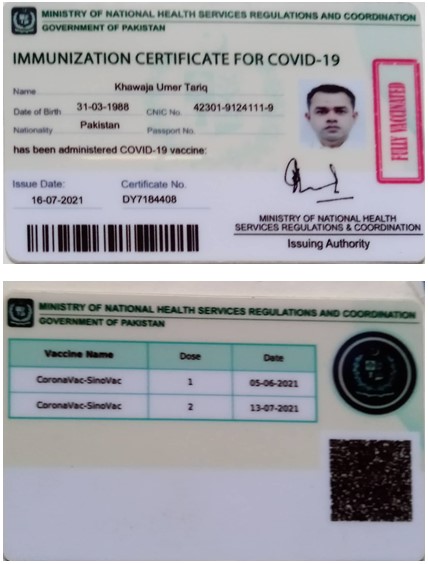 MINISTRY OF NATIONAL HEALTH SERVICES REGULATIONS AND COORDINATION
GOVERNMENT OF PAKISTAN
IMMUNIZATION CERTIFICATE FOR COVID-19
Name Khawaja Umer Tariq
Date of Birth 31-03-1988 CNIC No. 42301-9124111-9
Nationality Pakistan Passport No.
has been administered COVID-19 vaccine:
FULLY VACCINATED
Issue Date: Certificate No.
16-07-2021 DY7184408
MINISTRY OF NATIONAL HEALTH
SERVICES REGULATIONS & COORDINATION
Issuing Authority
MINISTRY OF NATIONAL HEALTH SERVICES REGULATIONS AND COORDINATION
GOVERNMENT OF PAKISTAN
Vaccine Name Dose Date
CoronaVac-SinoVac 1 05-06-2021
CoronaVac-SinoVac 2 13-07-2021